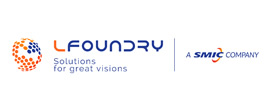 LFOUNDRY
Solutions
for great visions
A SMIC COMPANY